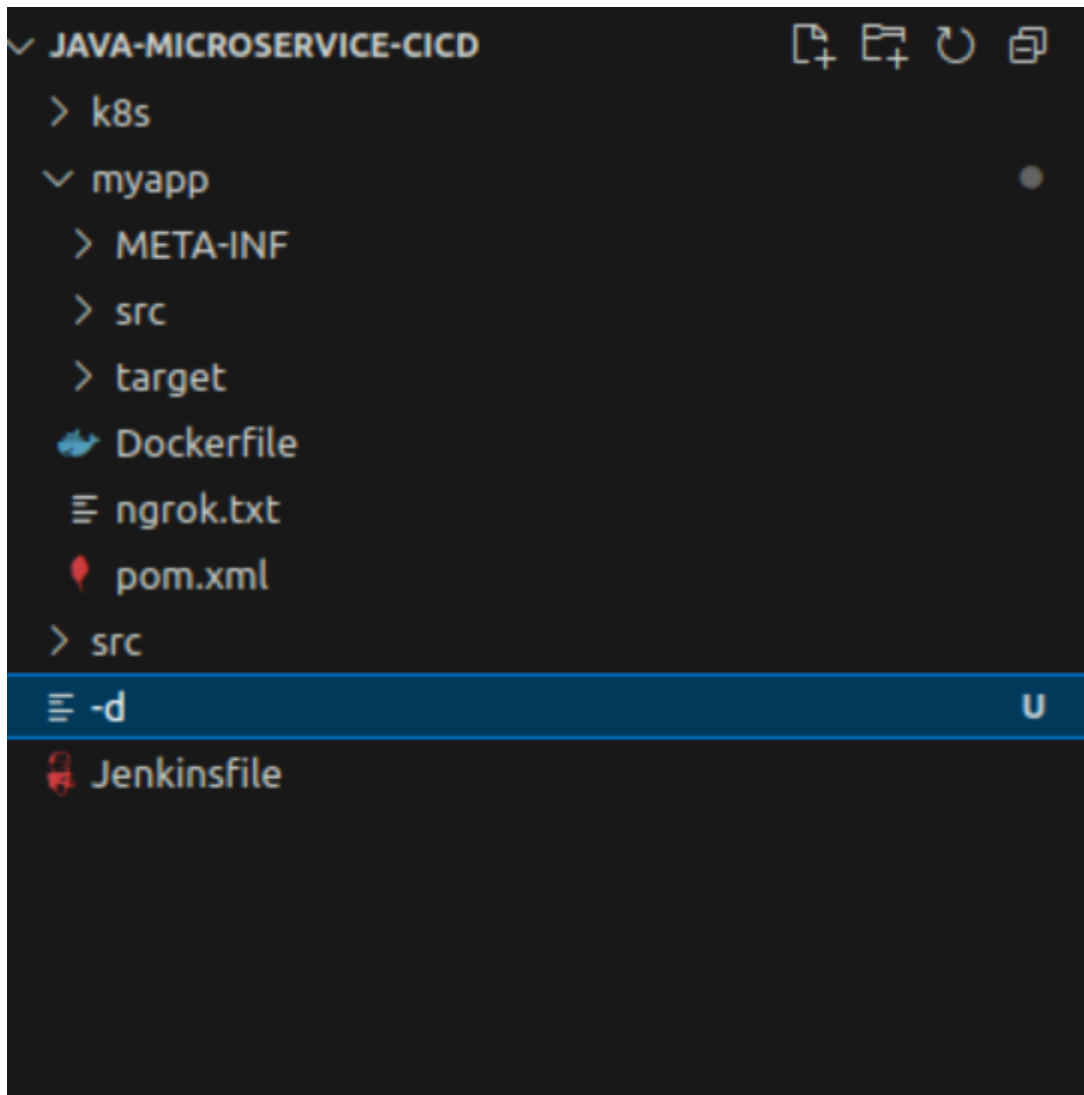 JAVA-MICROSERVICE-CICD
k8s
myapp
META-INF
src
target
Dockerfile
ngrok.txt
pom.xml
src
-d U
Jenkinsfile